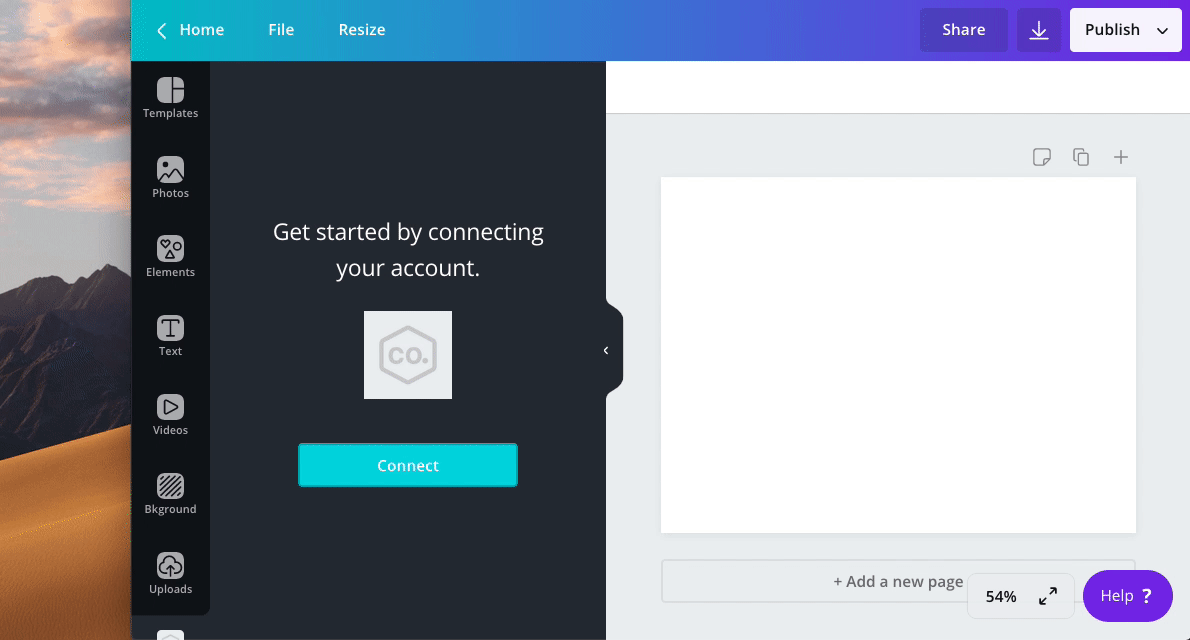 Home
File
Resize
Share
Publish
Templates
Photos
Elements
Text
Videos
Bkground
Uploads
Get started by connecting
your account.
co.
Connect
+ Add a new page
54%
Help ?